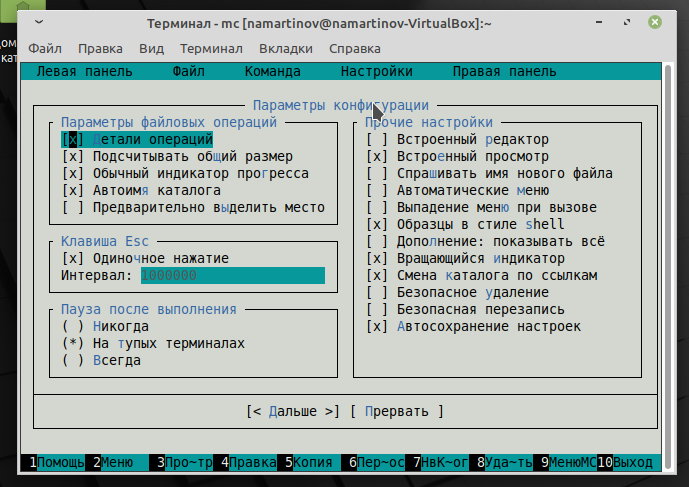 Терминал - mc [namartinov@namartinov-VirtualBox]:~
Файл Правка Вид Терминал Вкладки Справка
Левая панель Файл Команда Настройки Правая панель
Параметры конфигурации
Параметры файловых операций
[x] Детали операций
[x] Подсчитывать общий размер
[x] Обычный индикатор прогресса
[x] Автоимя каталога
[ ] Предварительно выделить место
Клавиша Esc
[x] Одиночное нажатие
Интервал: 1000000
Пауза после выполнения
( ) Никогда
(*) На тупых терминалах
( ) Всегда
Прочие настройки
[ ] Встроенный редактор
[x] Встроенный просмотр
[ ] Спрашивать имя нового файла
[ ] Автоматические меню
[ ] Выпадение меню при вызове
[x] Образцы в стиле shell
[ ] Дополнение: показывать всё
[x] Вращающийся индикатор
[x] Смена каталога по ссылкам
[ ] Безопасное удаление
[ ] Безопасная перезапись
[x] Автосохранение настроек
[< Дальше >] [ Прервать ]
1Помощь 2Меню 3Про~тр 4Правка 5Копия 6Пер~ос 7НвК~ог 8Уда~ть 9МенюМС 10Выход